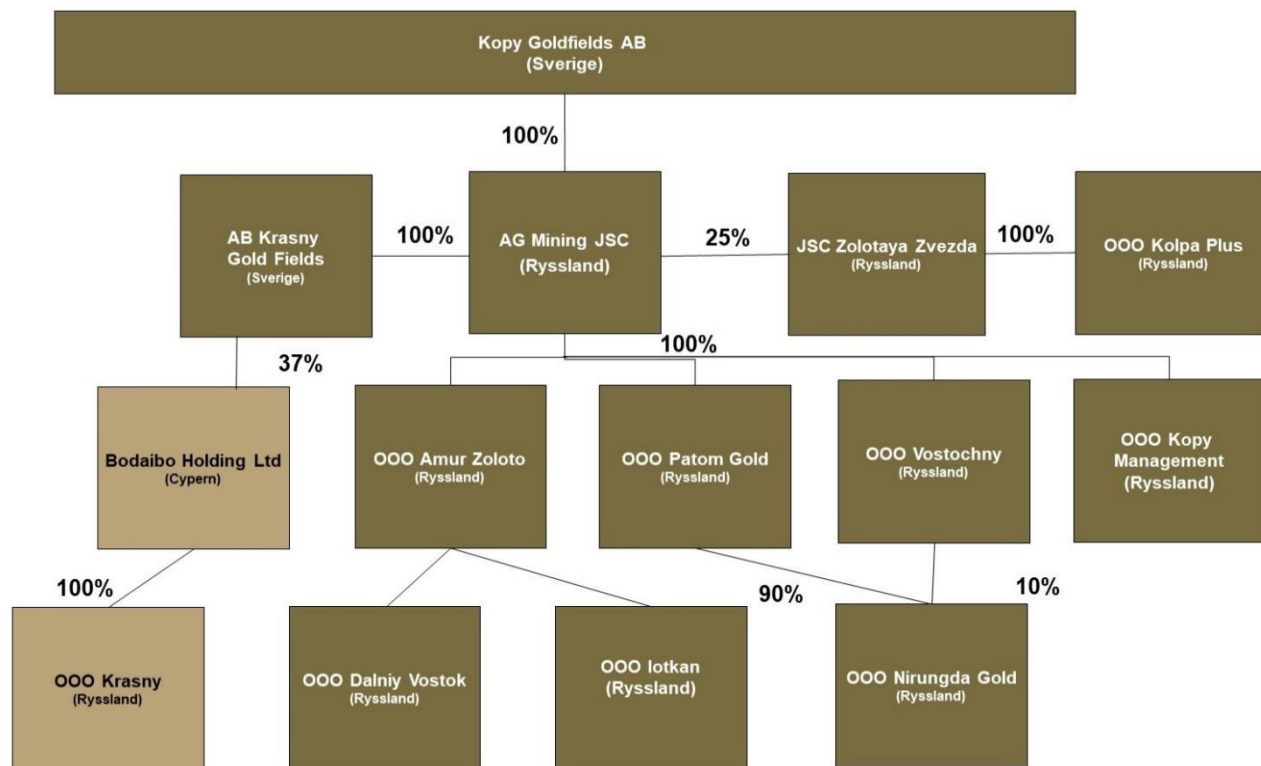 Kopy Goldfields AB
(Sverige)
100%
AB Krasny
Gold Fields
(Sverige)
100%
AG Mining JSC
(Ryssland)
25%
JSC Zolotaya Zvezda
(Ryssland)
100%
OOO Kolpa Plus
(Ryssland)
37%
100%
Bodaibo Holding Ltd
(Cypern)
OOO Amur Zoloto
(Ryssland)
OOO Patom Gold
(Ryssland)
OOO Vostochny
(Ryssland)
OOO Kopy
Management
(Ryssland)
100%
90%
10%
OOO Krasny
(Ryssland)
OOO Dalniy Vostok
(Ryssland)
OOO Iotkan
(Ryssland)
OOO Nirungda Gold
(Ryssland)